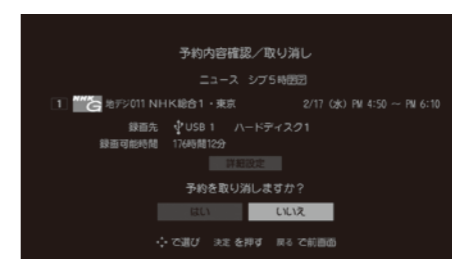 予約内容確認／取り消し
ニュース シブ5時🈑🈖
1 NHK G 地デジ011 NHK総合1・東京 2/17 (水) PM 4:50 ～ PM 6:10
録画先 USB 1 ハードディスク1
録画可能時間 176時間12分
詳細設定
予約を取り消しますか？
はい いいえ
で選び 決定 を押す 戻る で前画面